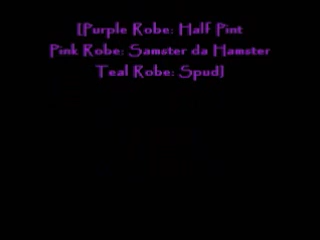 [Purple Robe: Half Pint
Pink Robe: Samster da Hamster
Teal Robe: Spud]